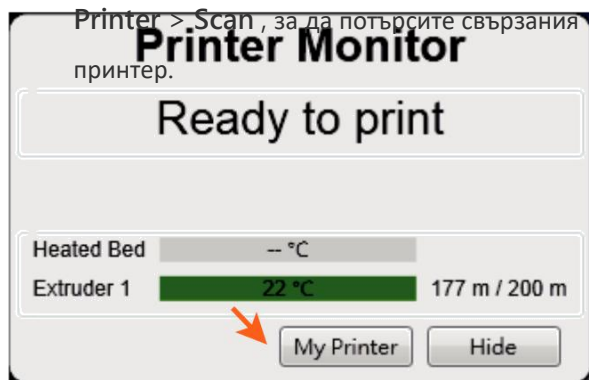 Printer > Scan , за да потърсите свързания
Printer Monitor
принтер.
Ready to print
Heated Bed -- °C
Extruder 1 22 °C 177 m / 200 m
My Printer Hide